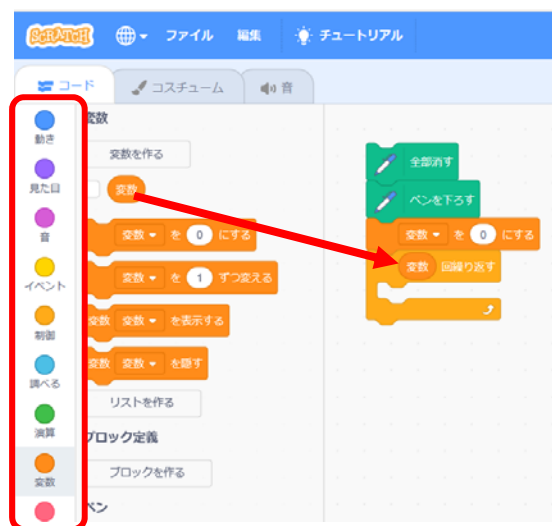 SCRATCH ファイル 編集 チュートリアル
コード コスチューム 音
動き
見た目
音
イベント
制御
調べる
演算
変数
変数
変数を作る
変数
変数 を 0 にする
変数 を 1 ずつ変える
変数 変数 を表示する
変数 変数 を隠す
リストを作る
ブロック定義
ブロックを作る
ペン
全部消す
ペンを下ろす
変数 を 0 にする
変数 回繰り返す